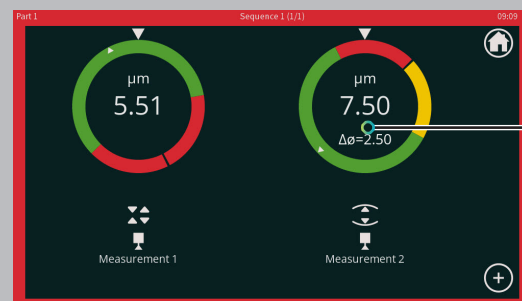 Part 1
Sequence 1 (1/1)
09:09
μm
5.51
μm
7.50
Δø=2.50
Measurement 1
Measurement 2